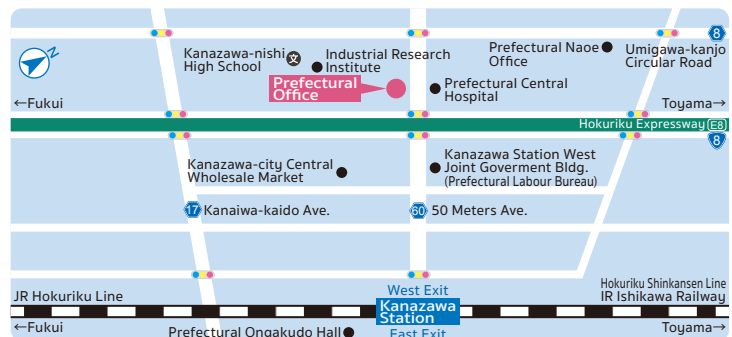 8
N
Kanazawa-nishi
High School
文
Industrial Research
Institute
Prefectural Naoe
Office
Umigawa-kanjo
Circular Road
Prefectural
Office
Prefectural Central
Hospital
←Fukui
Toyama→
Hokuriku Expressway E8
8
Kanazawa-city Central
Wholesale Market
Kanazawa Station West
Joint Goverment Bldg.
(Prefectural Labour Bureau)
17 Kanaiwa-kaido Ave.
60 50 Meters Ave.
West Exit
JR Hokuriku Line
Hokuriku Shinkansen Line
IR Ishikawa Railway
Kanazawa
Station
←Fukui
Toyama→
Prefectural Ongakudo Hall
East Exit